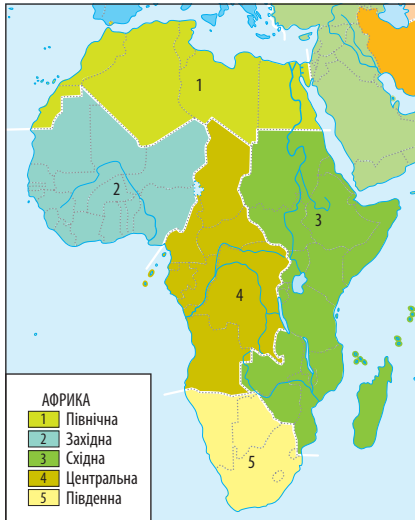 1
2
3
4
5
АФРИКА
1 Північна
2 Західна
3 Східна
4 Центральна
5 Південна